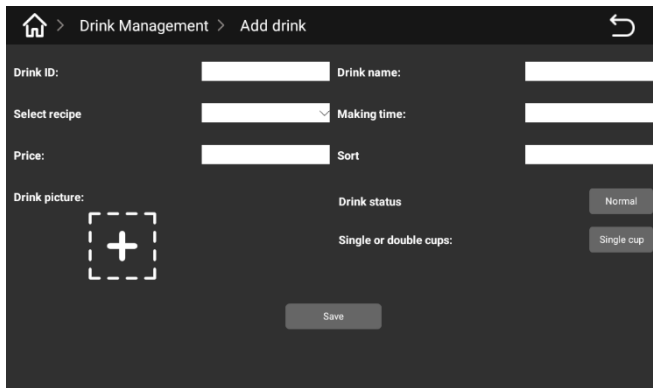 Drink Management > Add drink
Drink ID: Drink name:
Select recipe Making time:
Price: Sort
Drink picture: Drink status Normal
Single or double cups: Single cup
Save